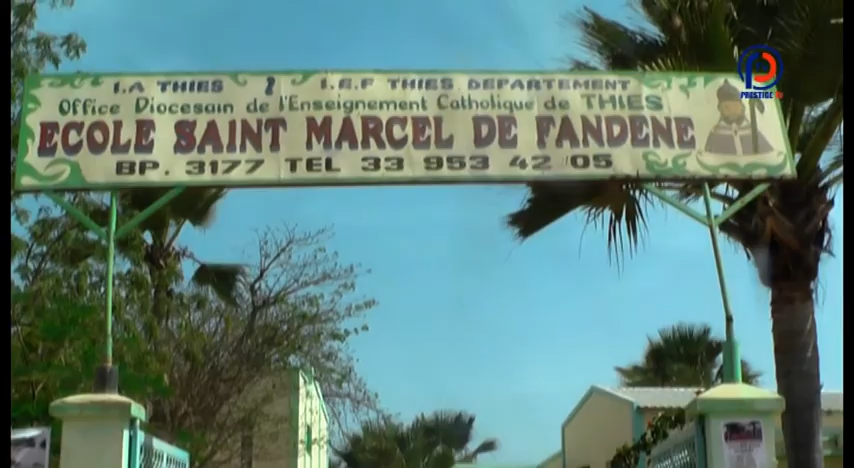 I.A THIES I.E.F THIES DÉPARTEMENT
Office Diocesain de l'Enseignement Catholique de THIES
ECOLE SAINT MARCEL DE FANDENE
BP. 3177 TEL 33 953 42 05
PRESTIGE